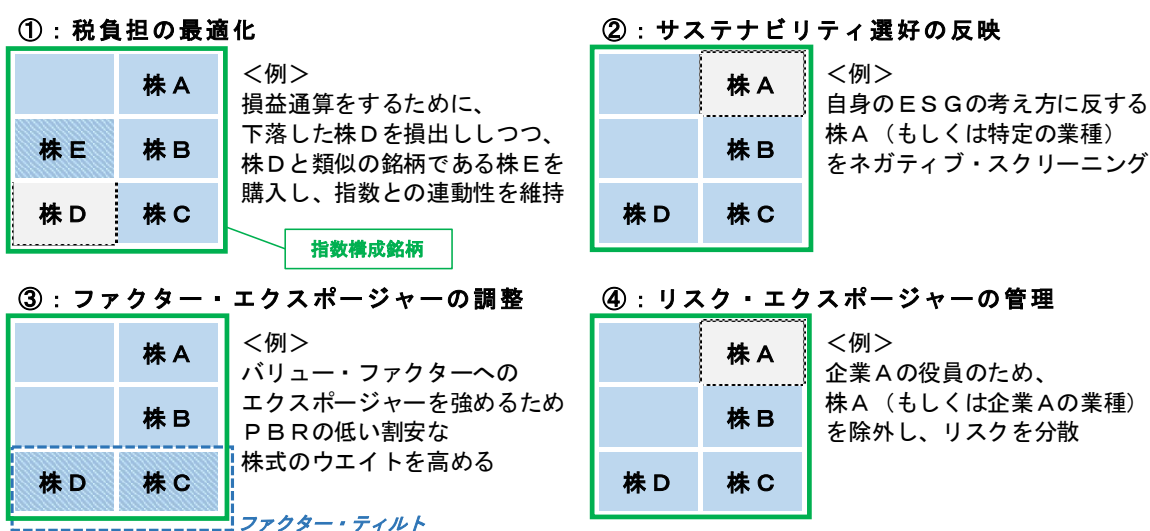 ①：税負担の最適化
株A
株E
株B
株D
株C
＜例＞
損益通算をするために、
下落した株Ｄを損出ししつつ、
株Ｄと類似の銘柄である株Ｅを
購入し、指数との連動性を維持
指数構成銘柄
②：サステナビリティ選好の反映
株A
株B
株D
株C
＜例＞
自身のＥＳＧの考え方に反する
株Ａ（もしくは特定の業種）
をネガティブ・スクリーニング
③：ファクター・エクスポージャーの調整
株A
株B
株D
株C
＜例＞
バリュー・ファクターへの
エクスポージャーを強めるため
ＰＢＲの低い割安な
株式のウエイトを高める
ファクター・ティルト
④：リスク・エクスポージャーの管理
株A
株B
株D
株C
＜例＞
企業Ａの役員のため、
株Ａ（もしくは企業Ａの業種）
を除外し、リスクを分散